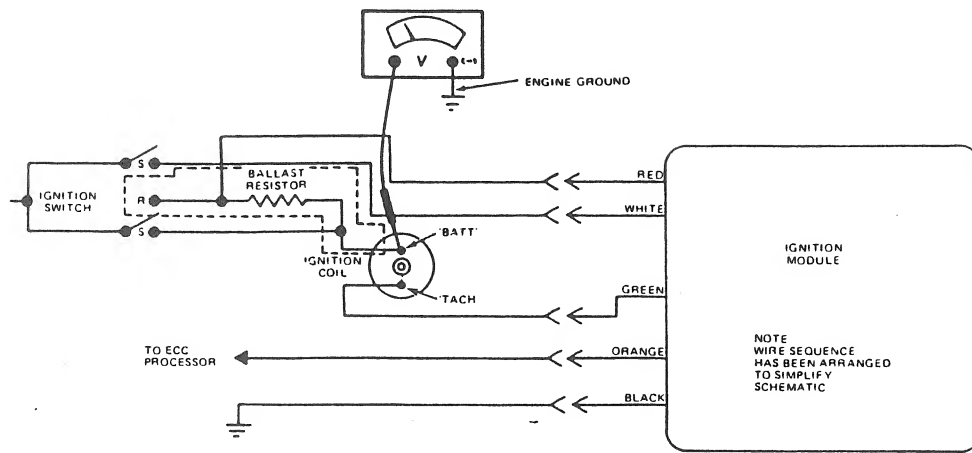 V
(-)
ENGINE GROUND
S
BALLAST
RESISTOR
RED
IGNITION
SWITCH
R
WHITE
S
'BATT'
IGNITION
COIL
IGNITION
MODULE
GREEN
'TACH
TO ECC
PROCESSOR
ORANGE
NOTE
WIRE SEQUENCE
HAS BEEN ARRANGED
TO SIMPLIFY
SCHEMATIC
BLACK